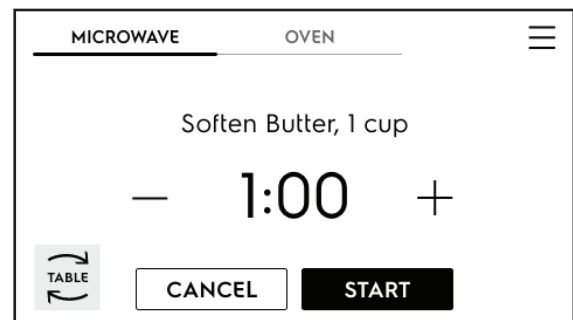 MICROWAVE OVEN
Soften Butter, 1 cup
1:00
TABLE
CANCEL START